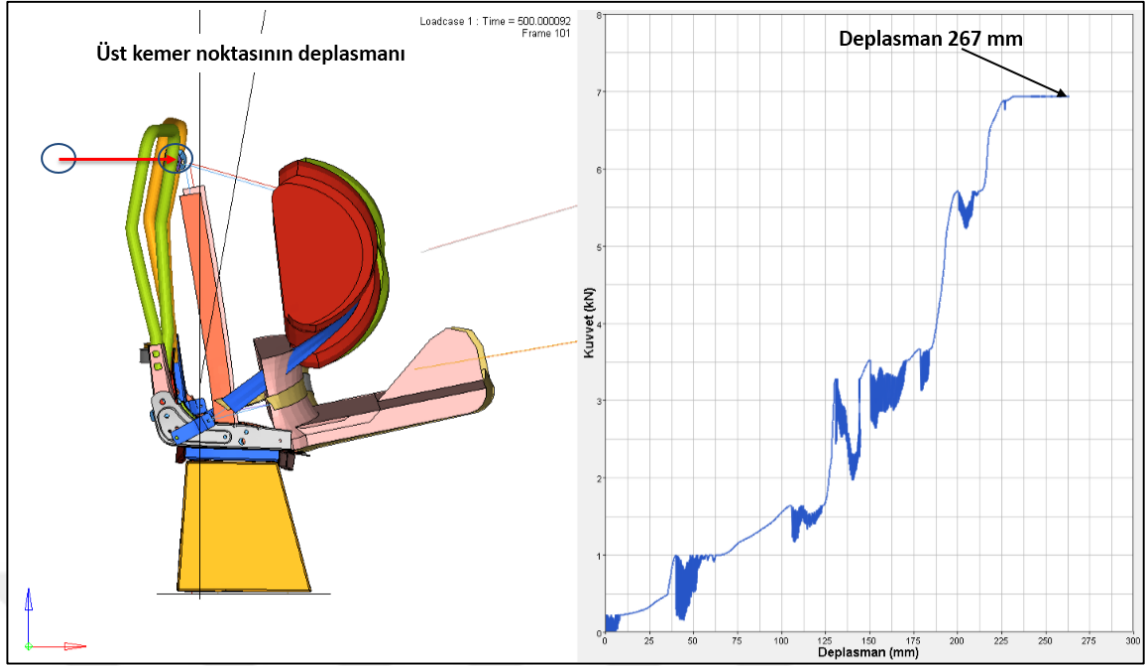 Loadcase 1 : Time = 500.000092
Frame 101
Üst kemer noktasının deplasmanı
Deplasman 267 mm
8
7
6
5
4
3
2
1
0
Kuvvet (kN)
0 25 50 75 100 125 150 175 200 225 250 275 300
Deplasman (mm)